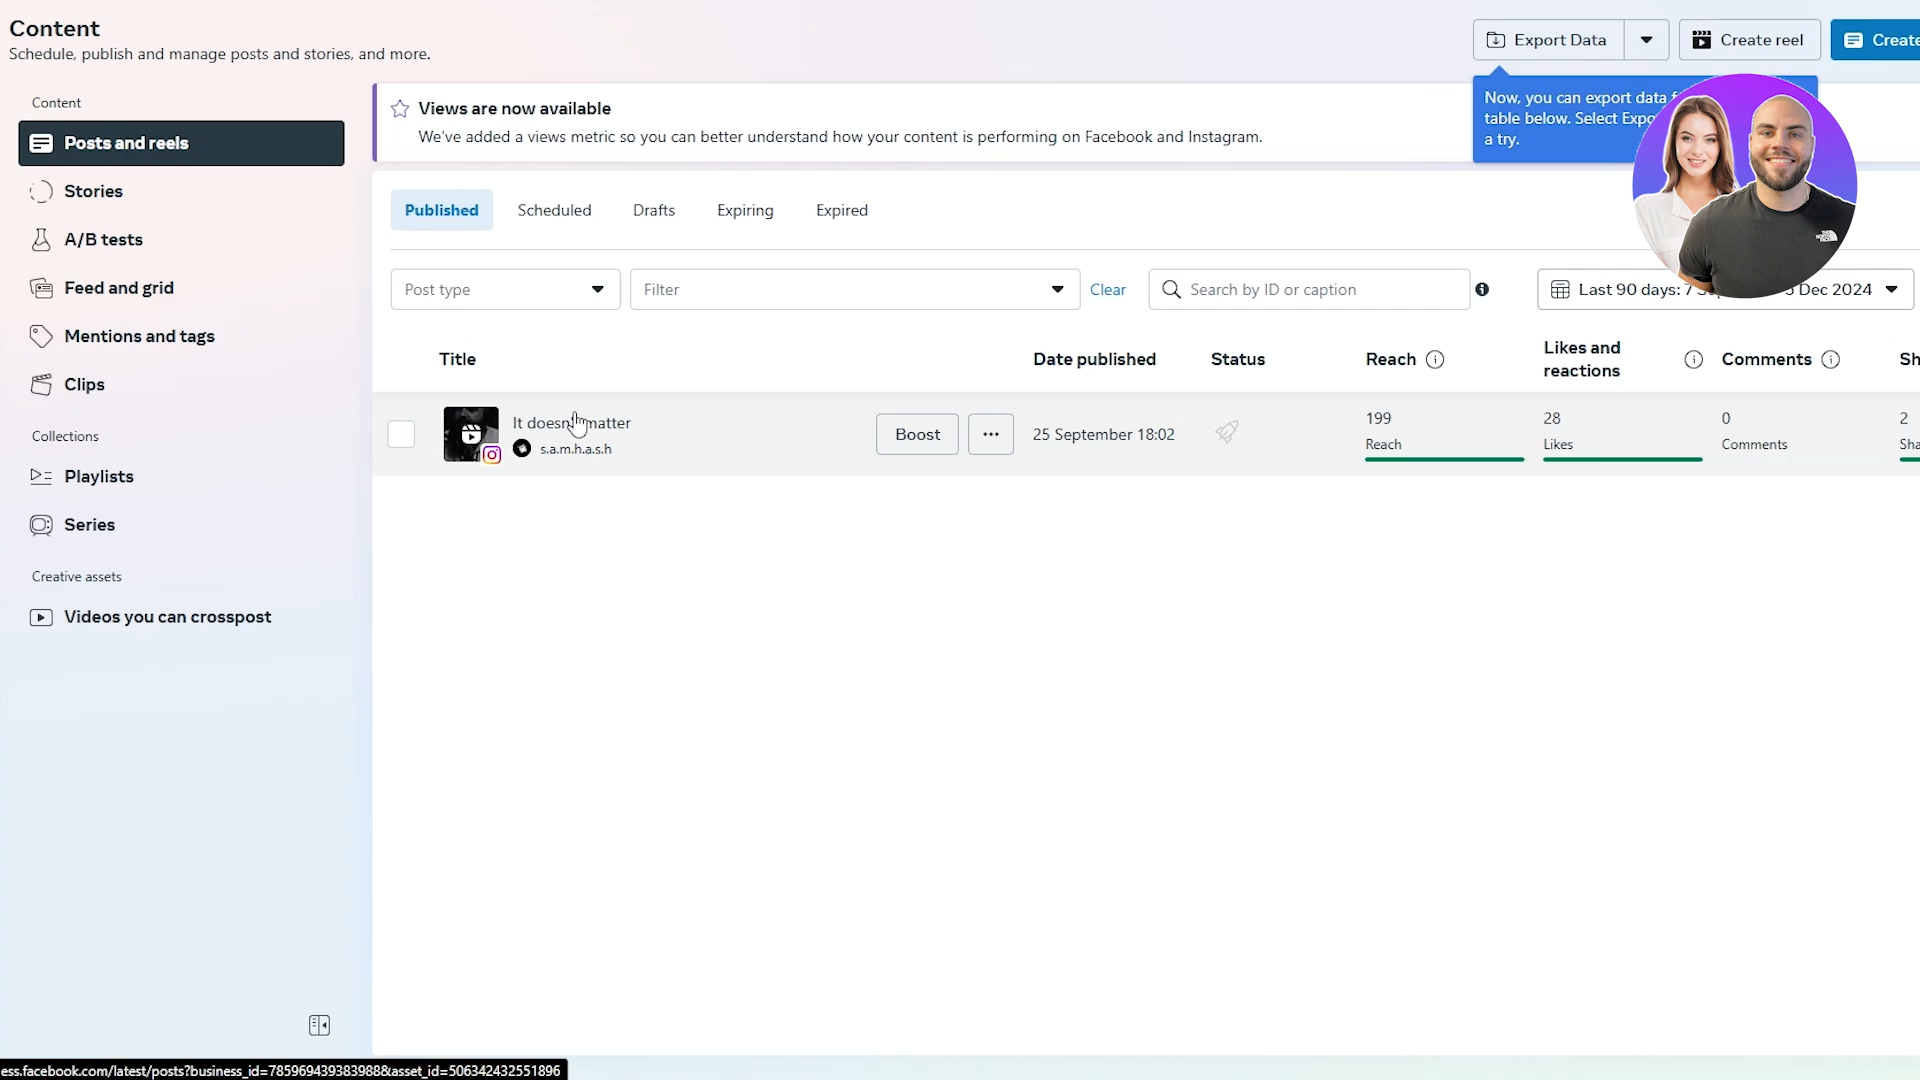 Content
Schedule, publish and manage posts and stories, and more.
Export Data
Create reel
Create
Content
Posts and reels
Stories
A/B tests
Feed and grid
Mentions and tags
Clips
Collections
Playlists
Series
Creative assets
Videos you can crosspost
Views are now available
We've added a views metric so you can better understand how your content is performing on Facebook and Instagram.
Now, you can export data
table below. Select
a try.
Published
Scheduled
Drafts
Expiring
Expired
Post type
Filter
Clear
Search by ID or caption
Last 90 days: 7 Dec 2024
Title
Date published
Status
Reach
Likes and
reactions
Comments
It doesn't matter
s.a.m.h.a.s.h
Boost
25 September 18:02
199
Reach
28
Likes
0
Comments
2
ess.facebook.com/latest/posts?business_id=7859694393839888&asset_id=506342432551896